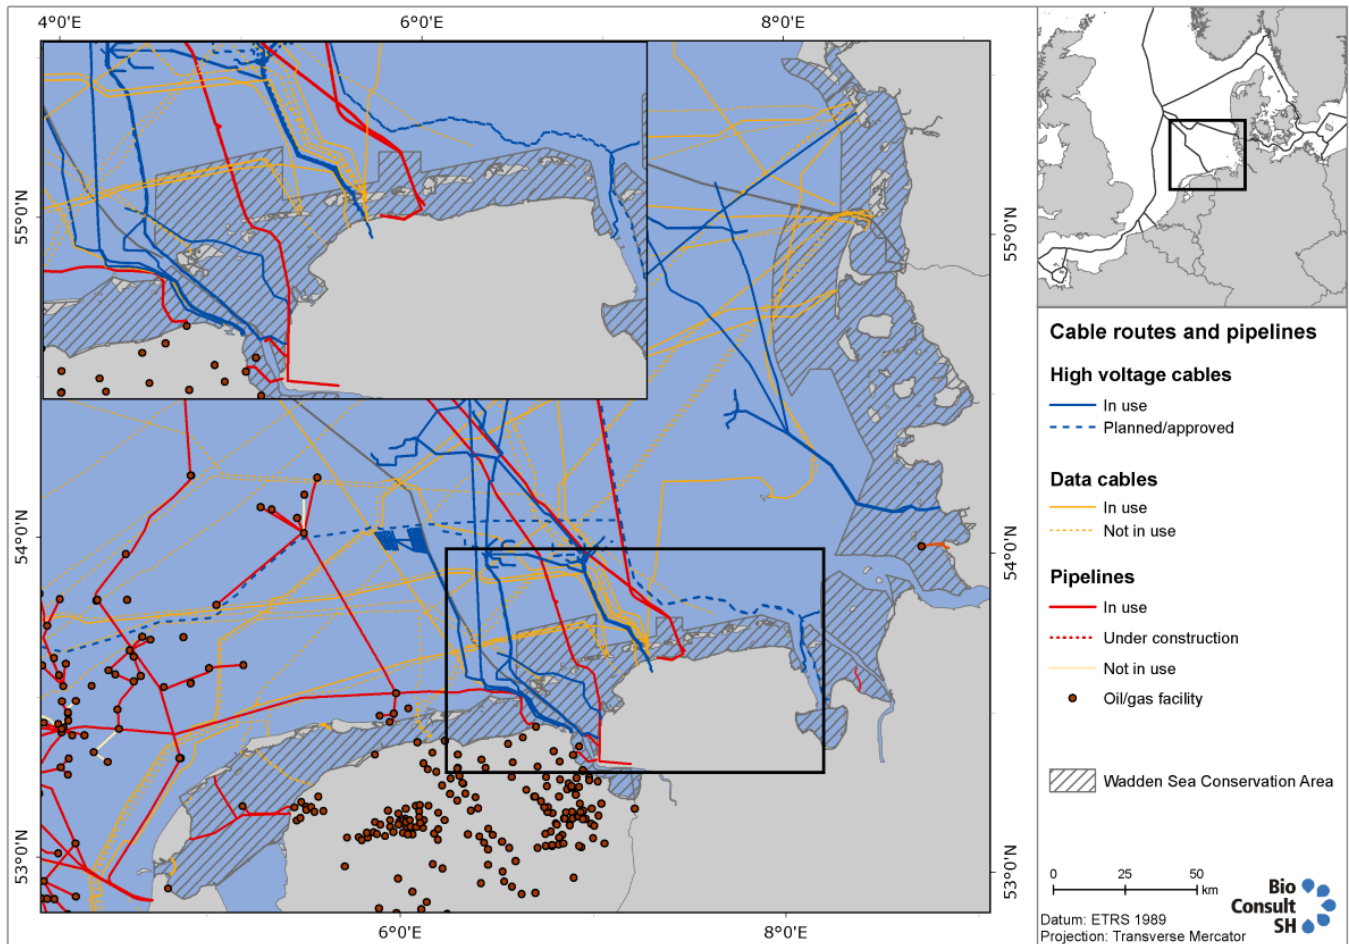 4°0'E
6°0'E
8°0'E
55°0'N
54°0'N
53°0'N
55°0'N
54°0'N
53°0'N
6°0'E
8°0'E
Cable routes and pipelines
High voltage cables
In use
Planned/approved
Data cables
In use
Not in use
Pipelines
In use
Under construction
Not in use
Oil/gas facility
Wadden Sea Conservation Area
0 25 50
km
Datum: ETRS 1989
Projection: Transverse Mercator
Bio
Consult
SH